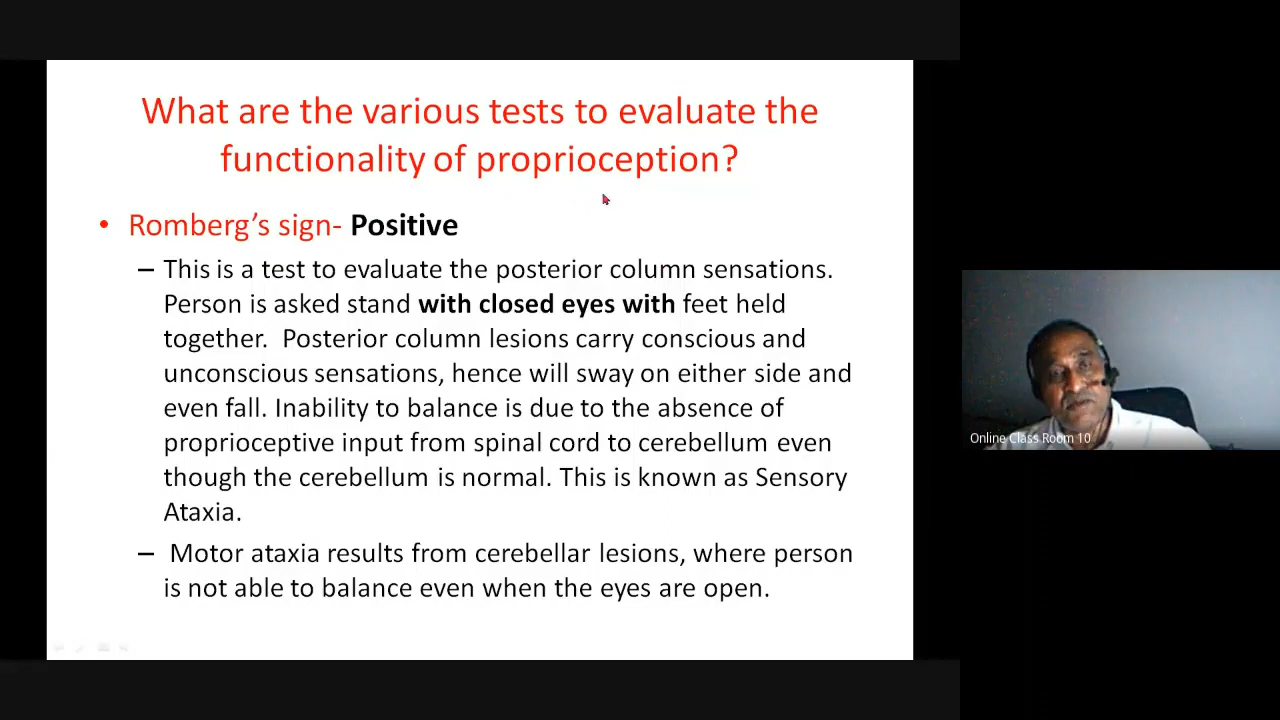 What are the various tests to evaluate the
functionality of proprioception?
• Romberg’s sign- Positive
– This is a test to evaluate the posterior column sensations.
Person is asked stand with closed eyes with feet held
together. Posterior column lesions carry conscious and
unconscious sensations, hence will sway on either side and
even fall. Inability to balance is due to the absence of
proprioceptive input from spinal cord to cerebellum even
though the cerebellum is normal. This is known as Sensory
Ataxia.
– Motor ataxia results from cerebellar lesions, where person
is not able to balance even when the eyes are open.
Online Class Room 10